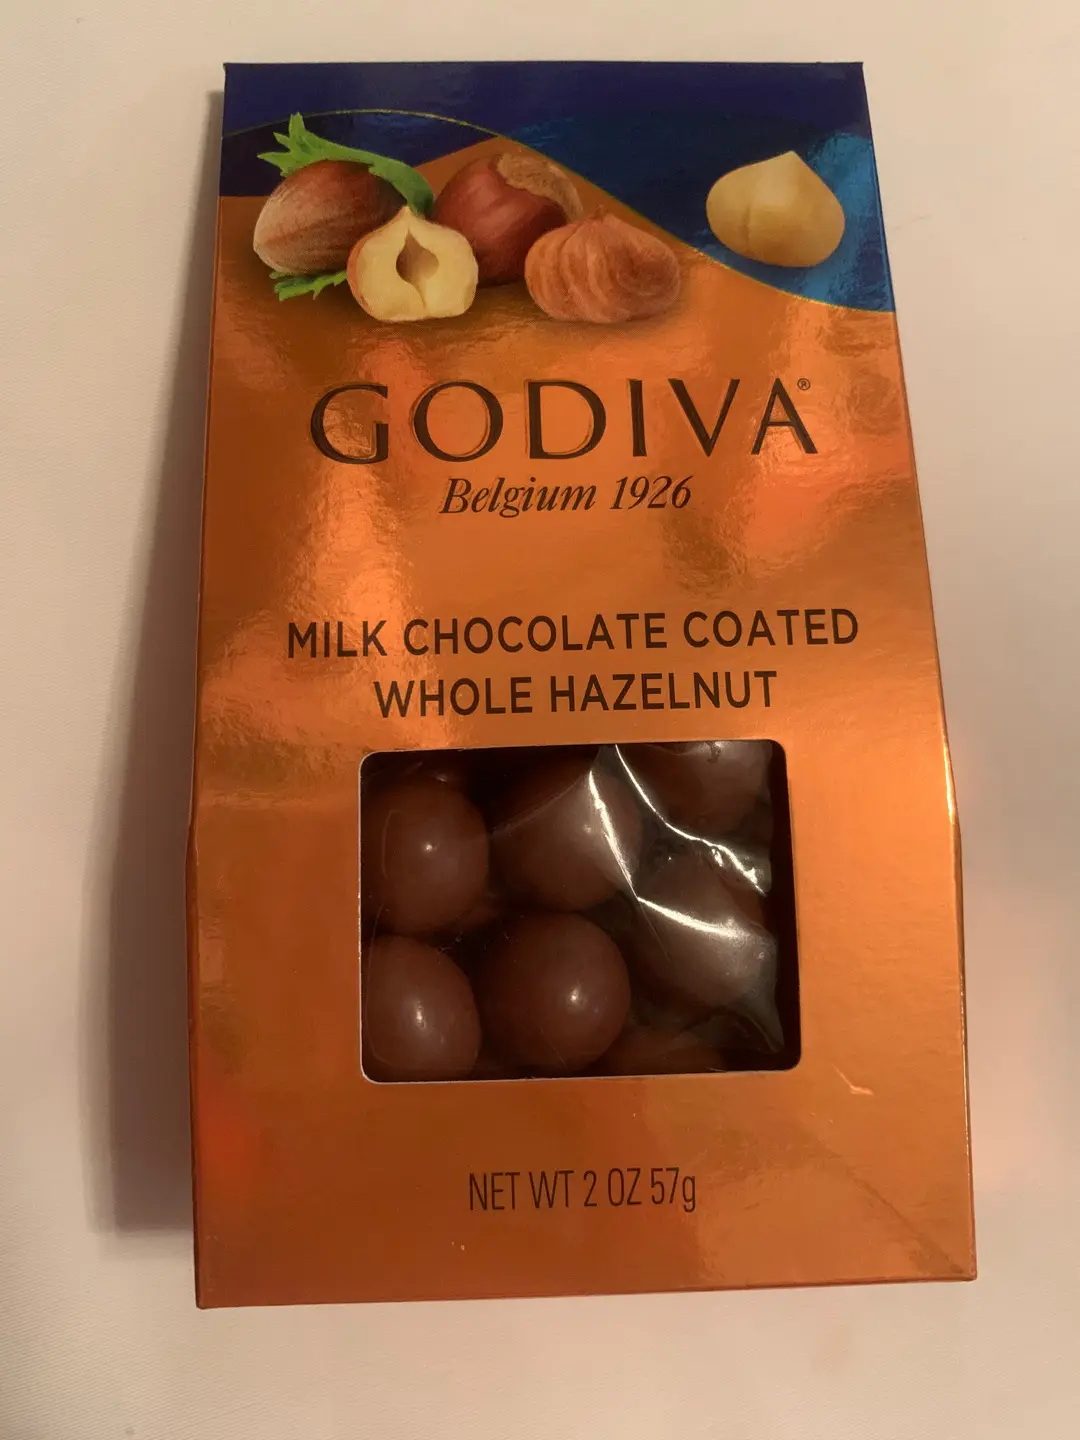 GODIVA®
Belgium 1926
MILK CHOCOLATE COATED
WHOLE HAZELNUT
NET WT 2 OZ 57g